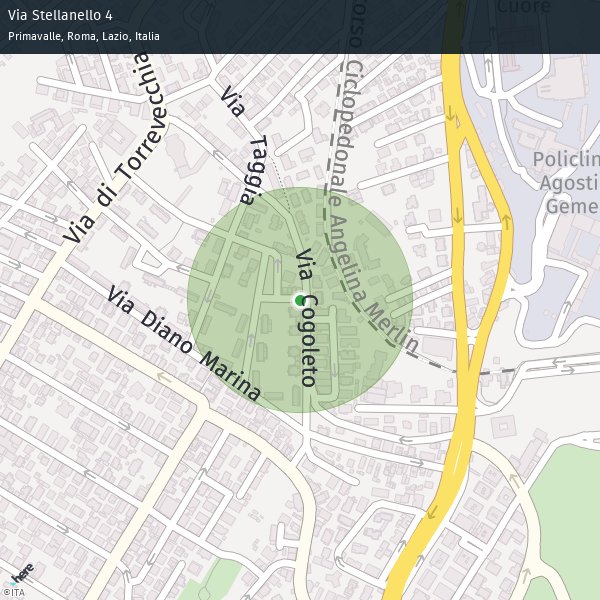 Via Stellanello 4
Primavalle, Roma, Lazio, Italia
Cuore
Corso Ciclopedonale Angelina Merlin
Via di Torrevecchia
Via Taggia
Policlin
Agosti
Geme
Via Cogoleto
Via Diano Marina
here
©ITA